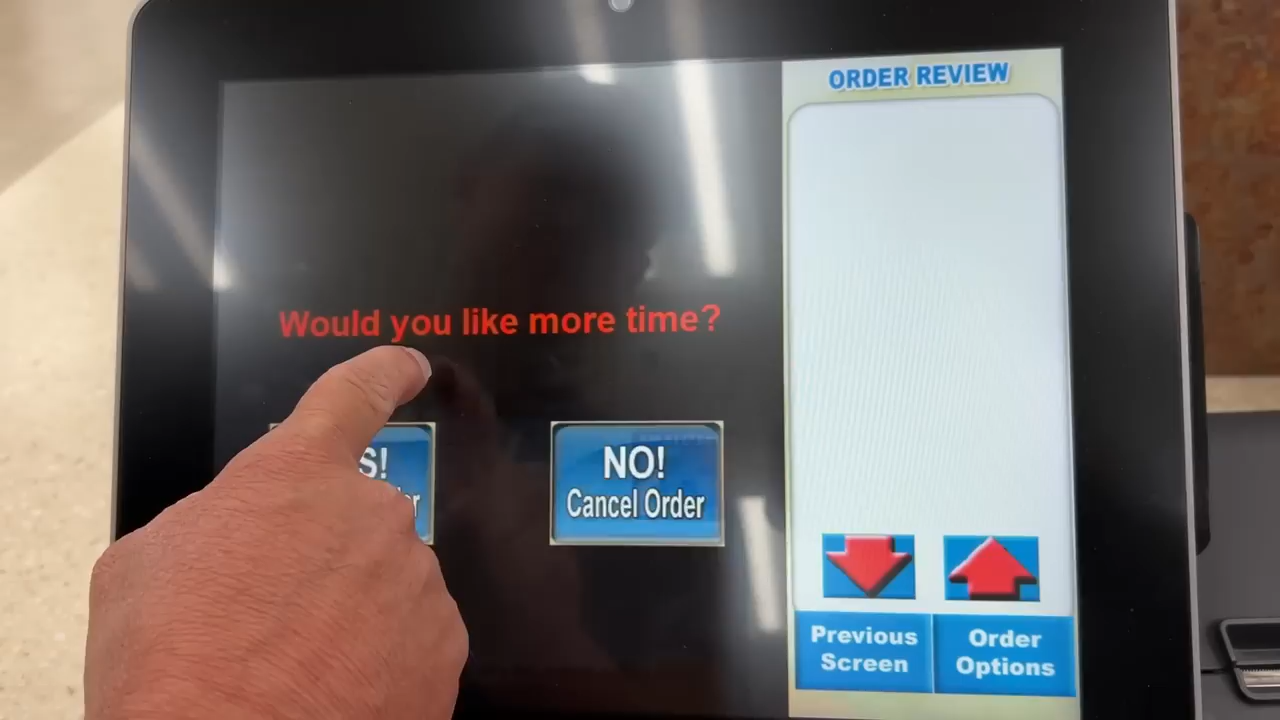 ORDER REVIEW
Would you like more time?
S!
NO!
Cancel Order
Previous
Screen
Order
Options